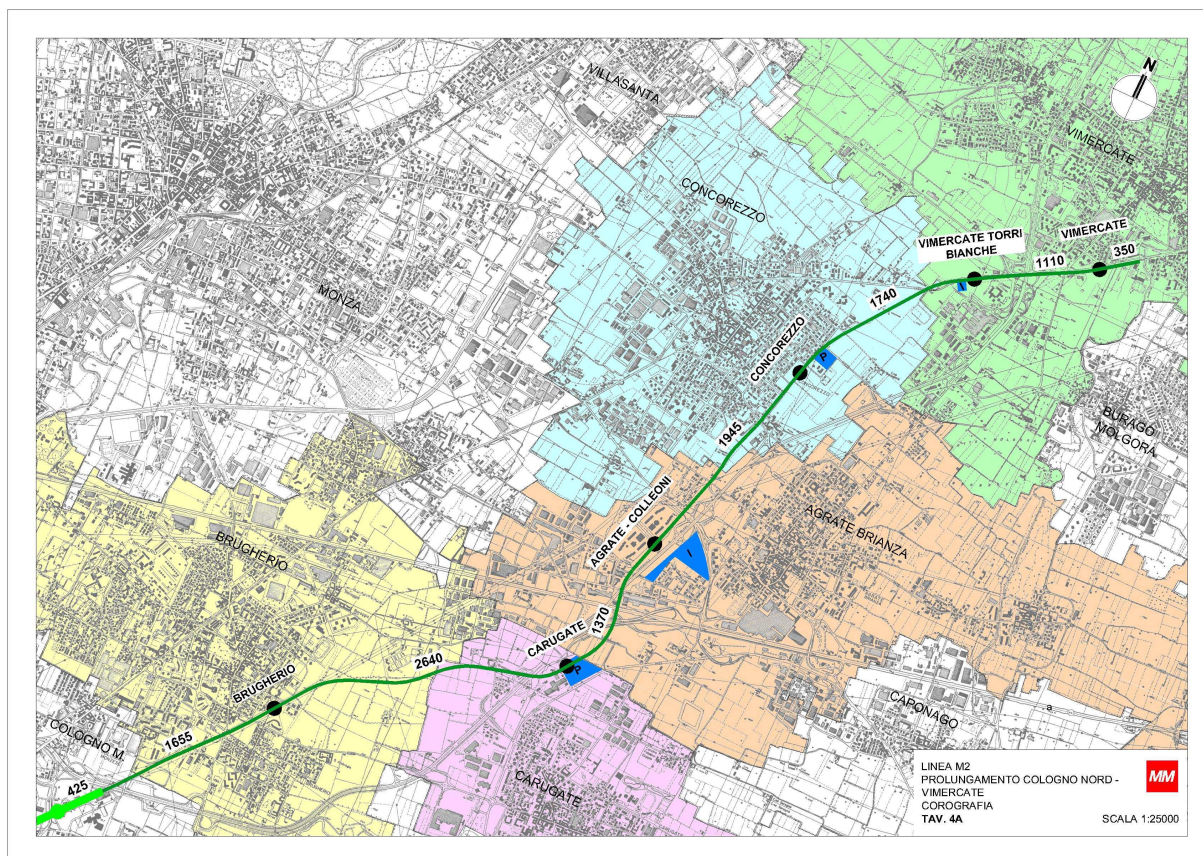 N
VILLASANTA
VIMERCATE
CONCOREZZO
VIMERCATE TORRI
BIANCHE
VIMERCATE
350
1110
1740
MONZA
CONCOREZZO
P
I
BURAGO
MOLGORA
1945
AGRATE - COLLEONI
AGRATE BRIANZA
I
BRUGHERIO
1370
CARUGATE
P
2640
BRUGHERIO
CAPONAGO
COLOGNO M.
1655
425
CARUGATE
LINEA M2
PROLUNGAMENTO COLOGNO NORD -
VIMERCATE
COROGRAFIA
TAV. 4A
SCALA 1:25000
MM